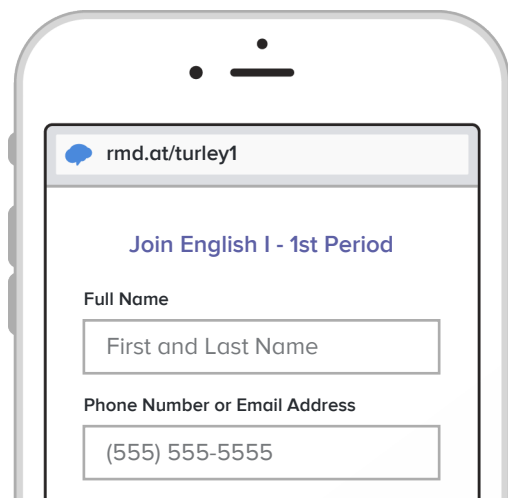 rmd.at/turley1
Join English I - 1st Period
Full Name
First and Last Name
Phone Number or Email Address
(555) 555-5555